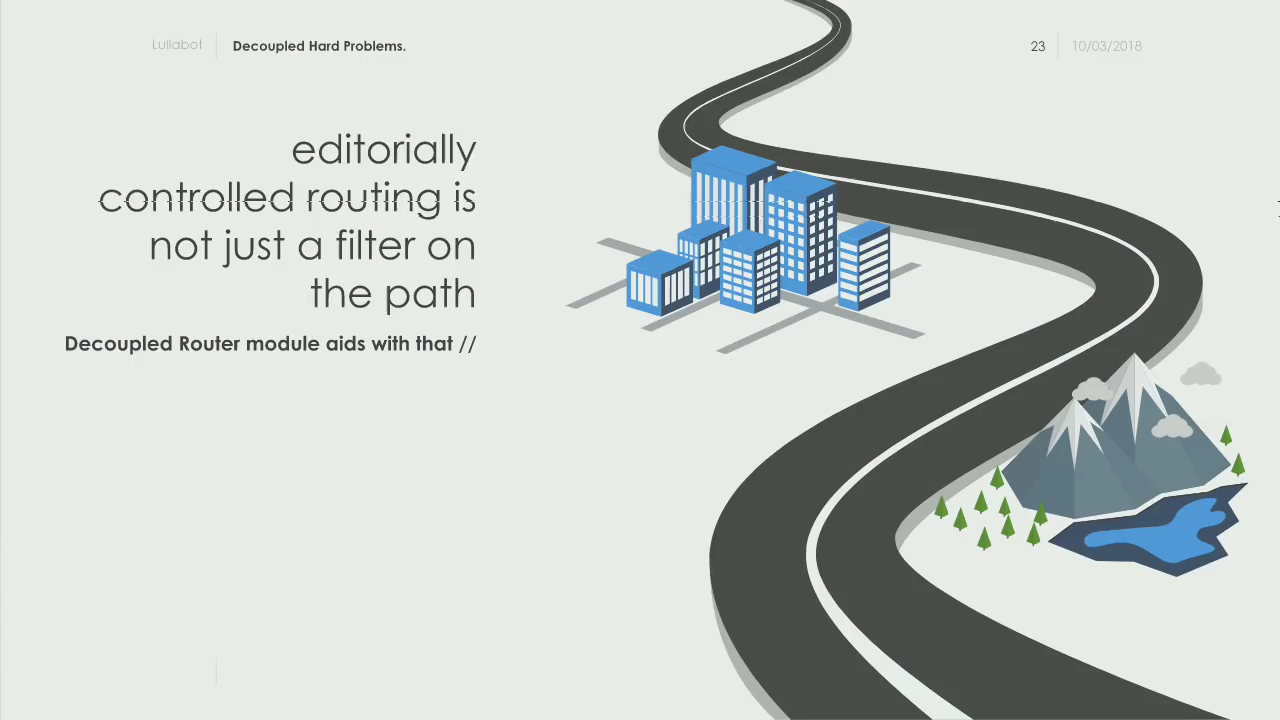 Lullabot
Decoupled Hard Problems.
23
10/03/2018
editorially
controlled routing is
not just a filter on
the path
Decoupled Router module aids with that //